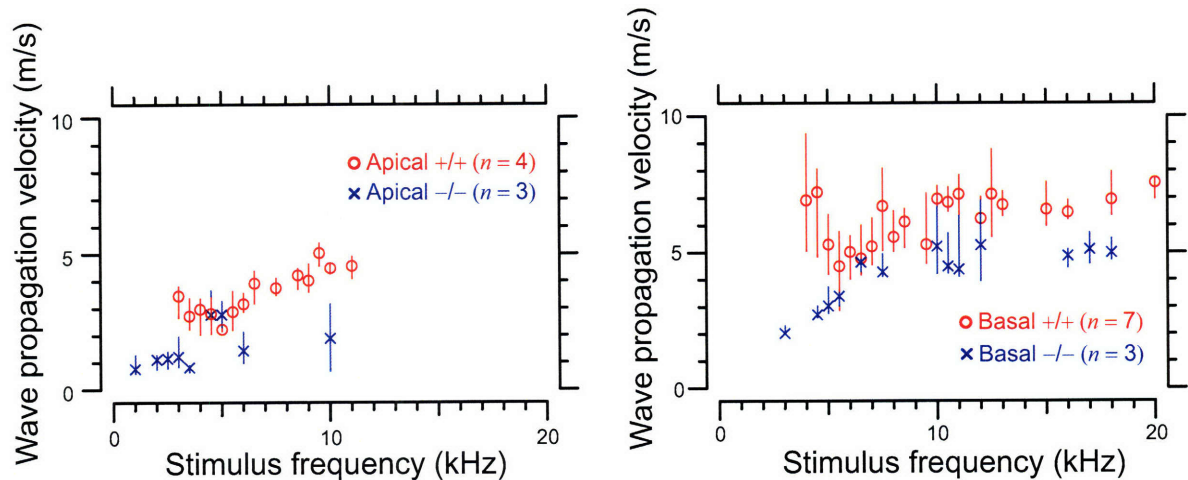 Wave propagation velocity (m/s)
10
5
0
Apical +/+ (n = 4)
Apical −/− (n = 3)
0 10 20
Stimulus frequency (kHz)
Wave propagation velocity (m/s)
10
5
0
Basal +/+ (n = 7)
Basal −/− (n = 3)
0 10 20
Stimulus frequency (kHz)